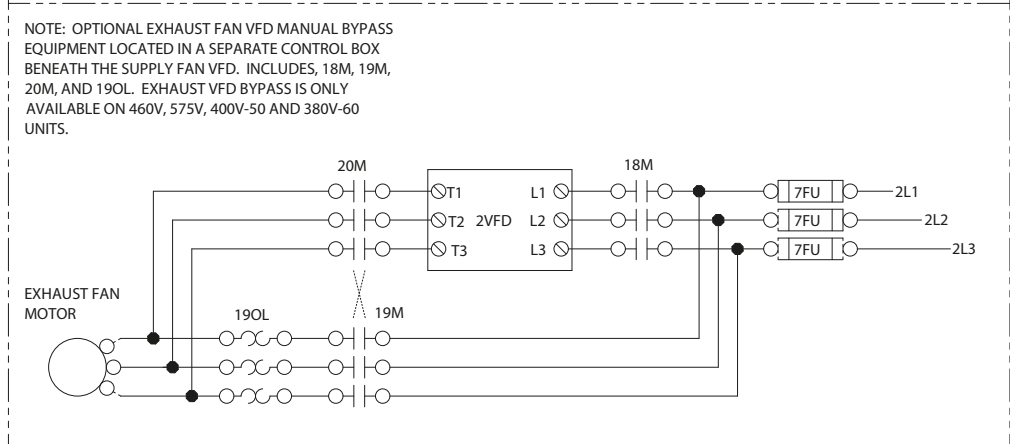 NOTE: OPTIONAL EXHAUST FAN VFD MANUAL BYPASS
EQUIPMENT LOCATED IN A SEPARATE CONTROL BOX
BENEATH THE SUPPLY FAN VFD. INCLUDES, 18M, 19M,
20M, AND 19OL. EXHAUST VFD BYPASS IS ONLY
AVAILABLE ON 460V, 575V, 400V-50 AND 380V-60
UNITS.
20M
18M
T1
L1
7FU
2L1
T2
2VFD
L2
7FU
2L2
T3
L3
7FU
2L3
EXHAUST FAN
MOTOR
19OL
19M